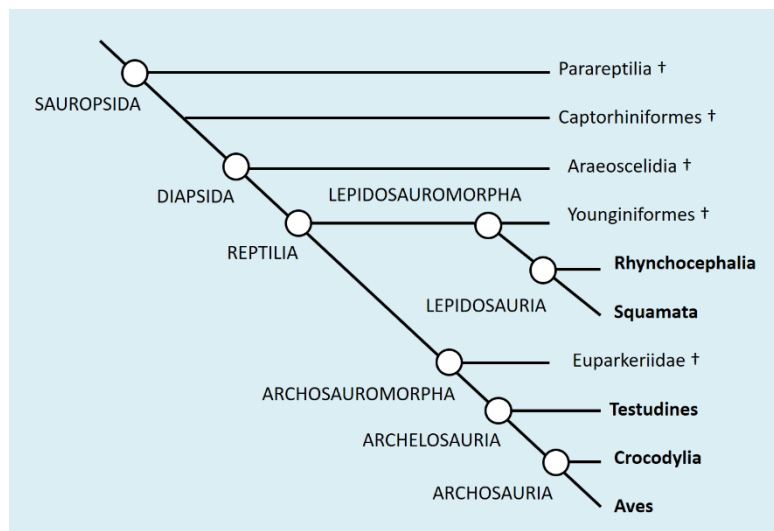 Parareptilia †
SAUROPSIDA
Captorhiniformes †
Araeoscelidia †
DIAPSIDA
LEPIDOSAUROMORPHA
Younginiformes †
REPTILIA
Rhynchocephalia
LEPIDOSAURIA
Squamata
Euparkeriidae †
ARCHOSAUROMORPHA
Testudines
ARCHELOSAURIA
Crocodylia
ARCHOSAURIA
Aves